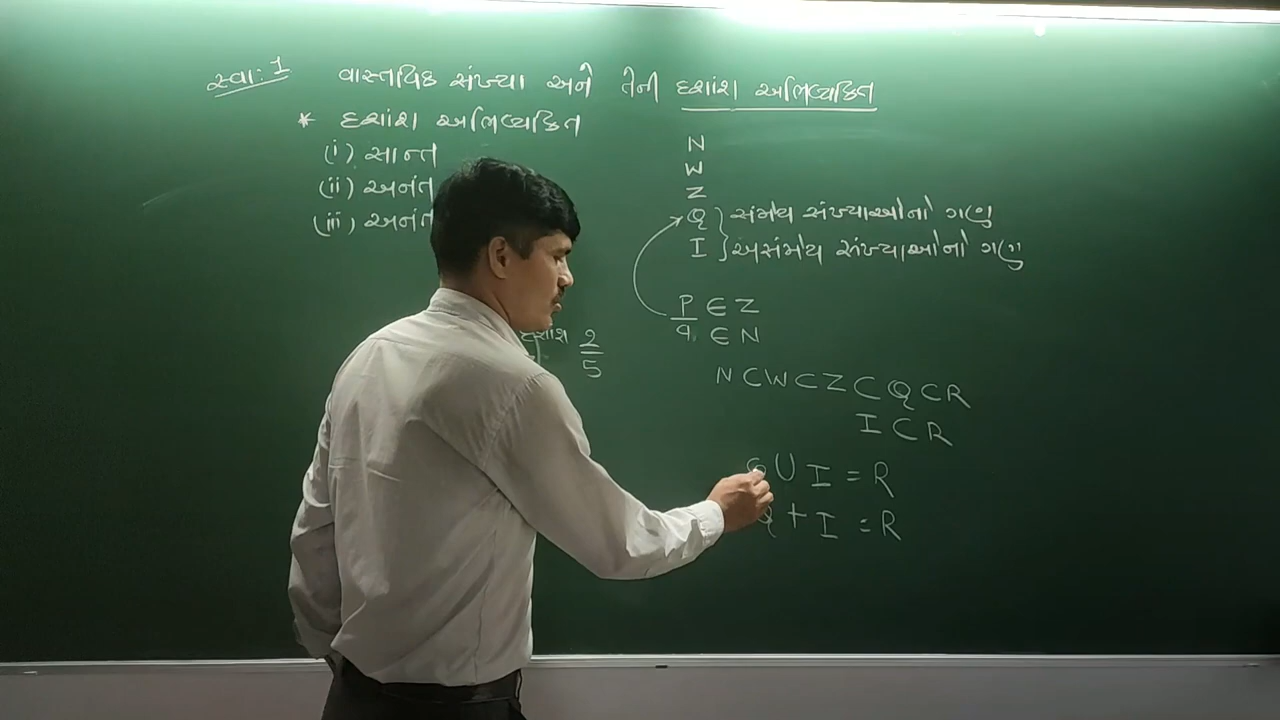 સ્વા:1 વાસ્તવિક સંખ્યા અને તેની દશાંશ અભિવ્યક્તિ
* દશાંશ અભિવ્યક્તિ
(i) સાન્ત
(ii) અનંત
(iii) અનંત
દશાંશ 2/5
N
W
Z
Q } સંમેય સંખ્યાઓનો ગણ
I } અસંમેય સંખ્યાઓનો ગણ
P ∈ Z
q ∈ N
N ⊂ W ⊂ Z ⊂ Q ⊂ R
I ⊂ R
Q ∪ I = R
Q + I = R